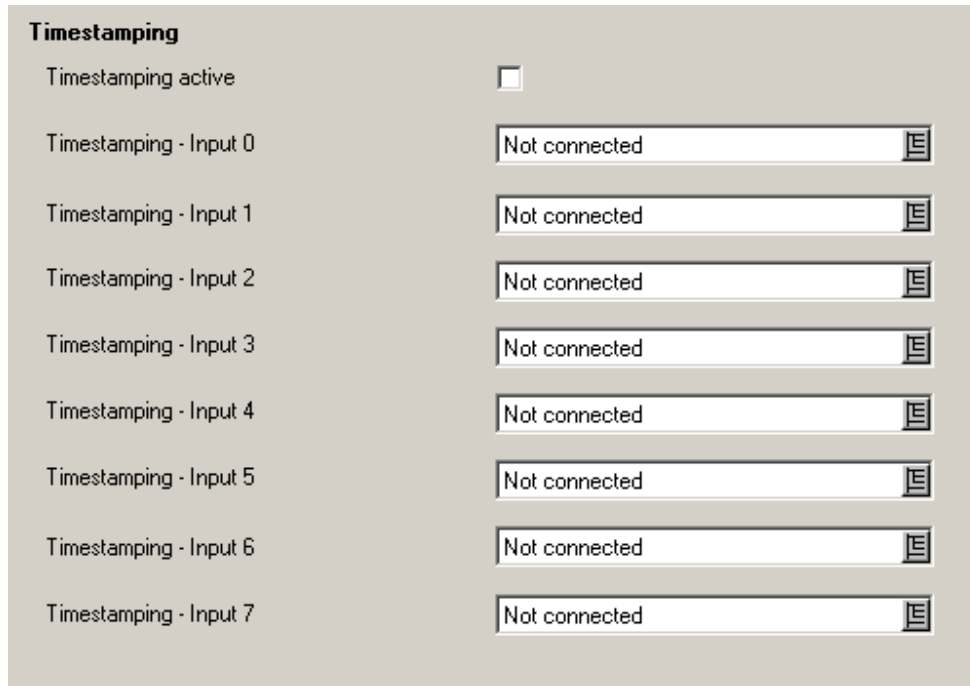 Timestamping
Timestamping active
Timestamping - Input 0 Not connected
Timestamping - Input 1 Not connected
Timestamping - Input 2 Not connected
Timestamping - Input 3 Not connected
Timestamping - Input 4 Not connected
Timestamping - Input 5 Not connected
Timestamping - Input 6 Not connected
Timestamping - Input 7 Not connected